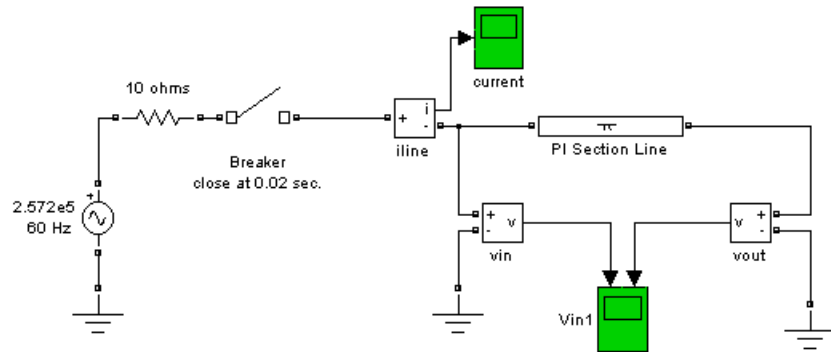 current
10 ohms
i
+
-
iline
Breaker
close at 0.02 sec.
PI Section Line
+
2.572e5
60 Hz
+
-
v
vin
v
+
-
vout
Vin1